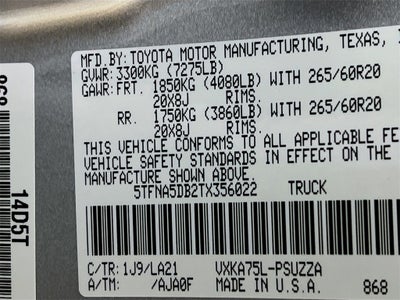 MFD.BY: TOYOTA MOTOR MANUFACTURING, TEXAS,
GVWR: 3300KG (7275LB)
GAWR: FRT. 1850KG (4080LB) WITH 265/60R20
20X8J RIMS.
RR. 1750KG (3860LB) WITH 265/60R20
20X8J RIMS.
THIS VEHICLE CONFORMS TO ALL APPLICABLE FE
VEHICLE SAFETY STANDARDS IN EFFECT ON THE
MANUFACTURE SHOWN ABOVE.
5TFNA5DB2TX356022 TRUCK
C/TR: 1J9/LA21 VXKA75L-PSUZZA
A/TM: /AJA0F MADE IN U.S.A. 868
868
14D5T